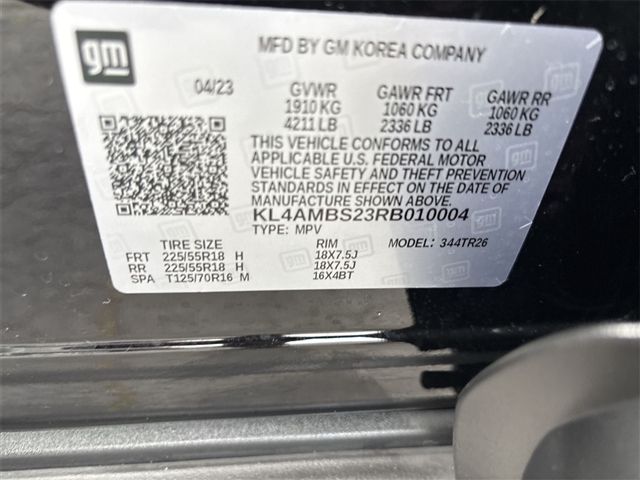 gm
MFD BY GM KOREA COMPANY
04/23 GVWR GAWR FRT GAWR RR
1910 KG 1060 KG 1060 KG
4211 LB 2336 LB 2336 LB
THIS VEHICLE CONFORMS TO ALL
APPLICABLE U.S. FEDERAL MOTOR
VEHICLE SAFETY AND THEFT PREVENTION
STANDARDS IN EFFECT ON THE DATE OF
MANUFACTURE SHOWN ABOVE.
KL4AMBS23RB010004
TYPE: MPV MODEL: 344TR26
TIRE SIZE RIM
FRT 225/55R18 H 18X7.5J
RR 225/55R18 H 18X7.5J
SPA T125/70R16 M 16X4BT